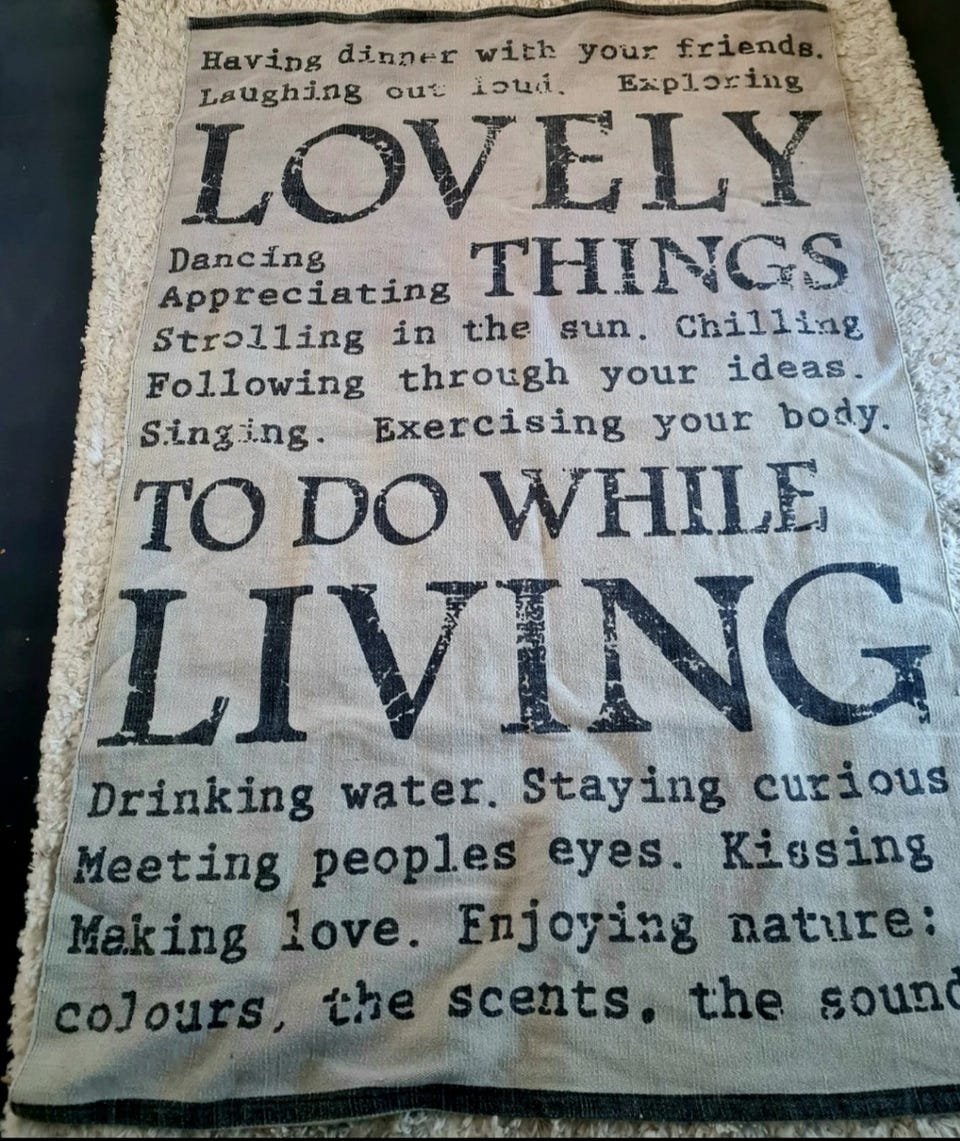 Having dinner with your friends.
Laughing out loud. Exploring
LOVELY
Dancing THINGS
Appreciating
Strolling in the sun. Chilling
Following through your ideas.
Singing. Exercising your body.
TO DO WHILE
LIVING
Drinking water. Staying curious
Meeting peoples eyes. Kissing
Making love. Enjoying nature:
colours, the scents, the sound